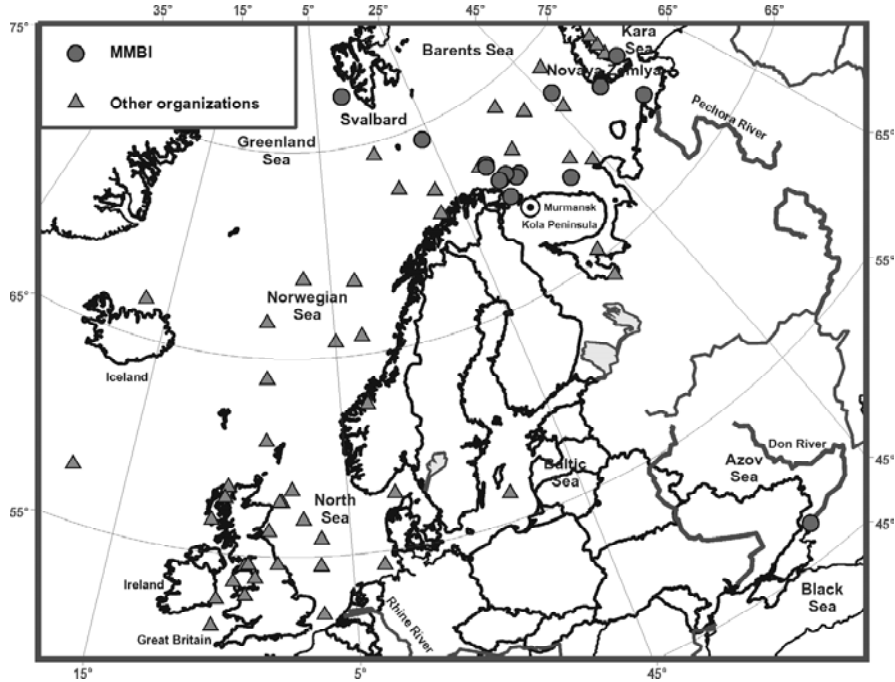 35° 15° 5° 25° 45° 75° 65° 65°
75°
MMBI
Other organizations
Barents Sea
Kara
Sea
Novaya Zemlya
Pechora River
Svalbard
Greenland
Sea
65°
Murmansk
Kola Peninsula
55°
65°
Norwegian
Sea
Iceland
Don River
Azov
Sea
45°
Baltic
Sea
North
Sea
55°
45°
Ireland
Black
Sea
Rhine River
Great Britain
15° 5° 45°